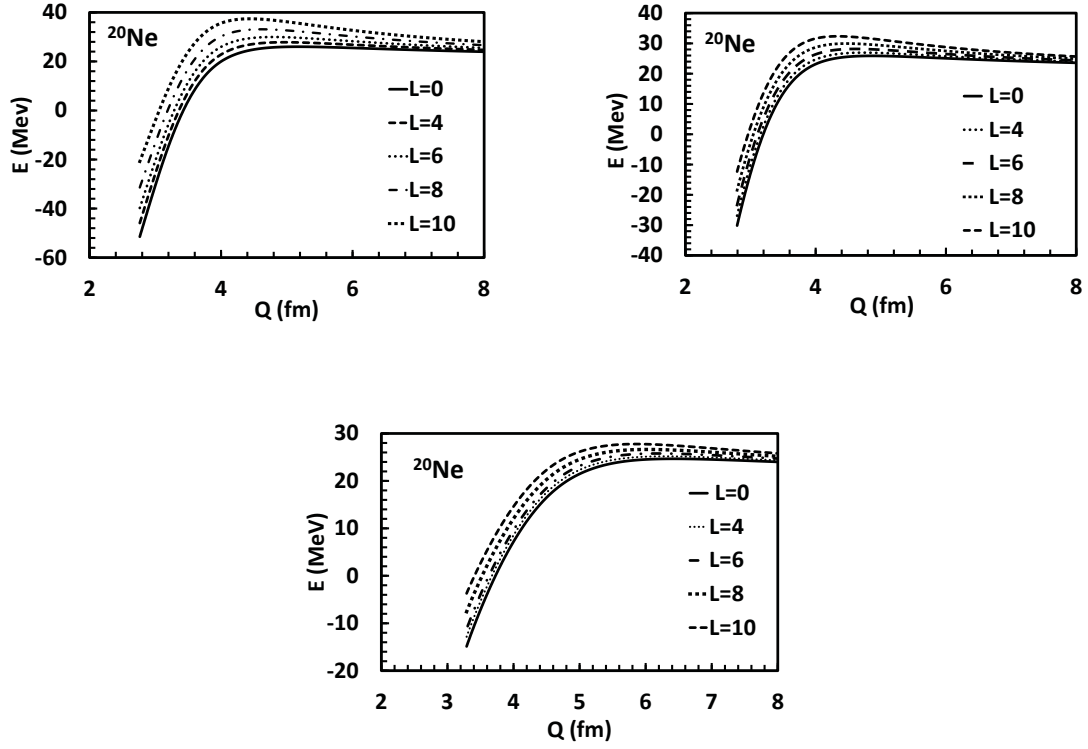 40
20
0
-20
-40
-60
E (Mev)
20Ne
L=0
L=4
L=6
L=8
L=10
2 4 6 8
Q (fm)
40
30
20
10
0
-10
-20
-30
-40
E (Mev)
20Ne
L=0
L=4
L=6
L=8
L=10
2 4 6 8
Q (fm)
30
20
10
0
-10
-20
E (MeV)
20Ne
L=0
L=4
L=6
L=8
L=10
2 3 4 5 6 7 8
Q (fm)